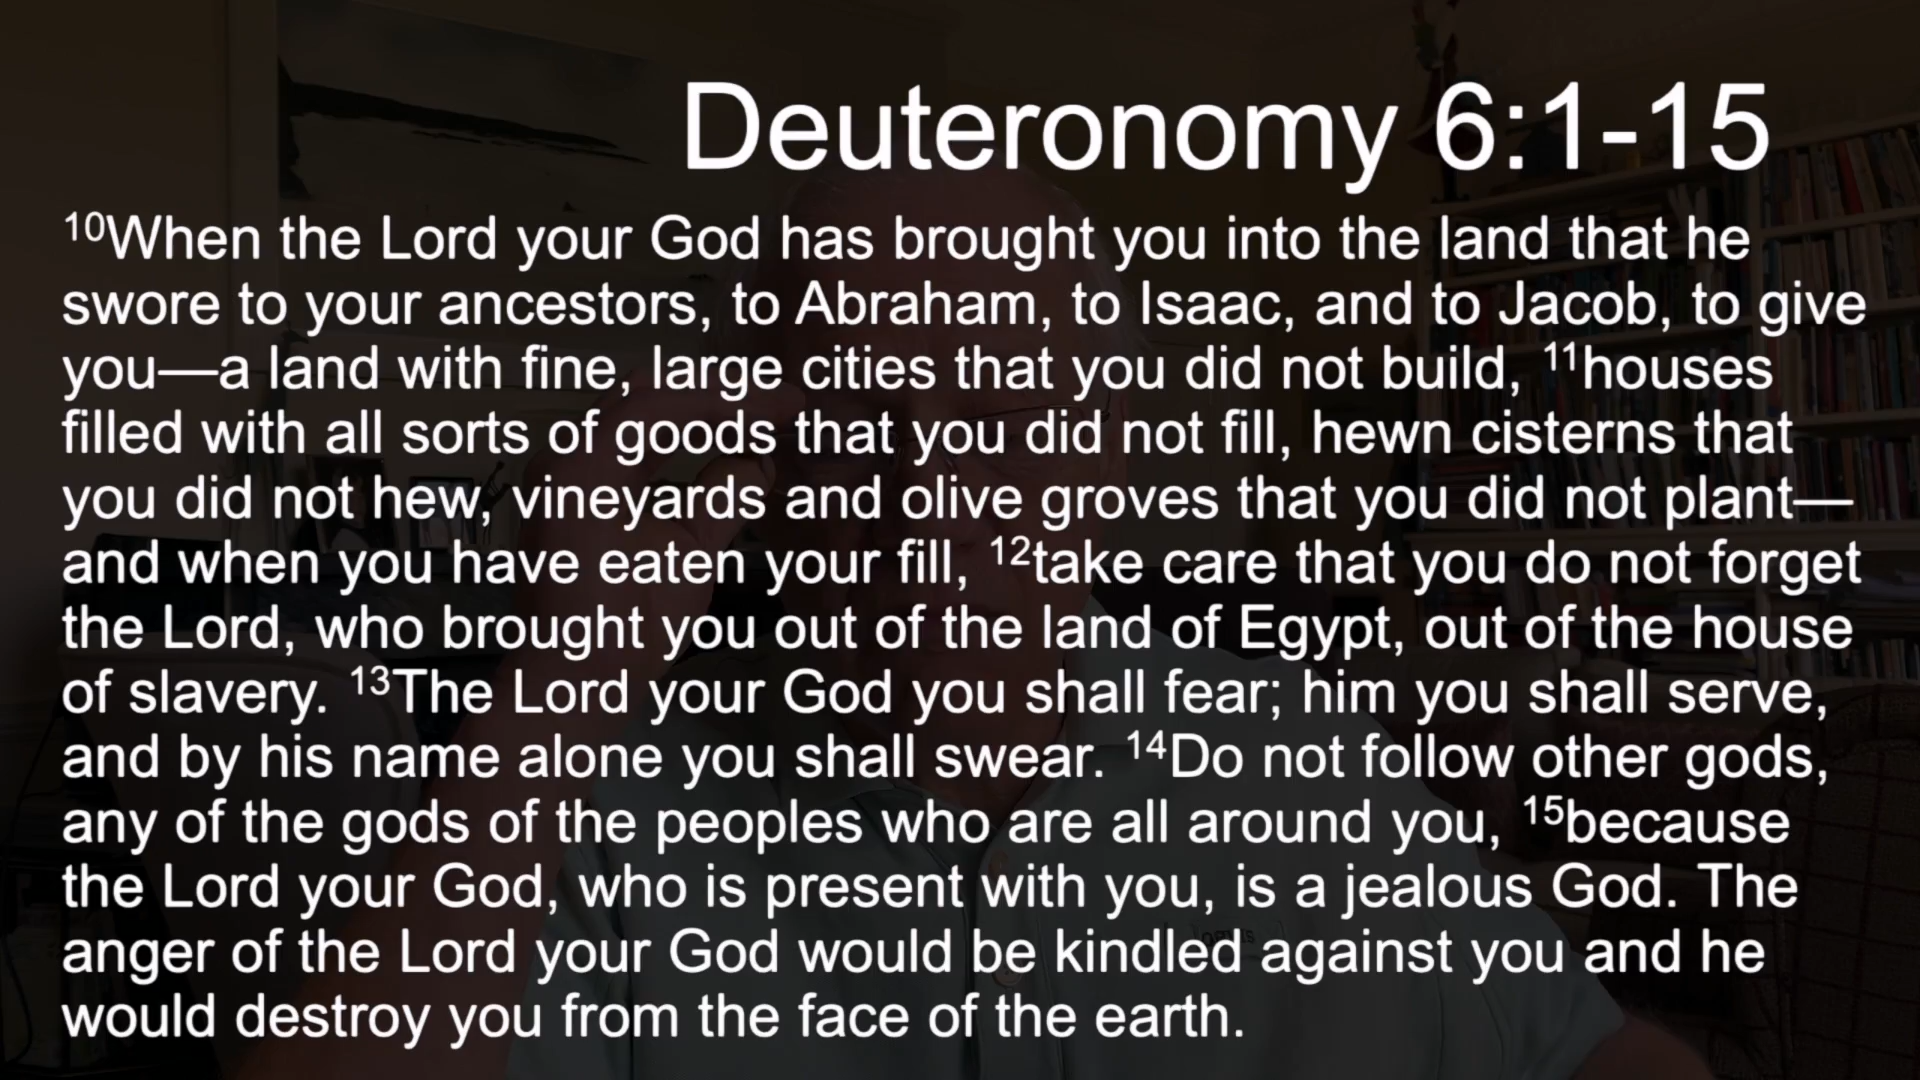 Deuteronomy 6:1-15
¹⁰When the Lord your God has brought you into the land that he
swore to your ancestors, to Abraham, to Isaac, and to Jacob, to give
you—a land with fine, large cities that you did not build, ¹¹houses
filled with all sorts of goods that you did not fill, hewn cisterns that
you did not hew, vineyards and olive groves that you did not plant—
and when you have eaten your fill, ¹²take care that you do not forget
the Lord, who brought you out of the land of Egypt, out of the house
of slavery. ¹³The Lord your God you shall fear; him you shall serve,
and by his name alone you shall swear. ¹⁴Do not follow other gods,
any of the gods of the peoples who are all around you, ¹⁵because
the Lord your God, who is present with you, is a jealous God. The
anger of the Lord your God would be kindled against you and he
would destroy you from the face of the earth.